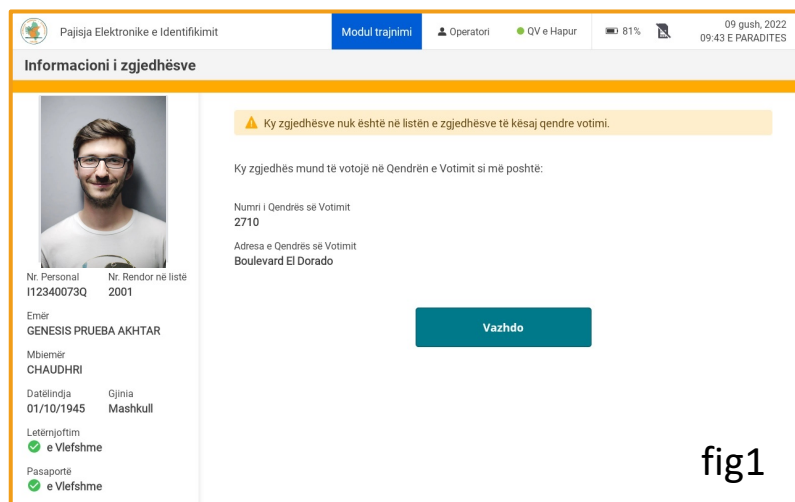 Pajisja Elektronike e Identifikimit
Modul trajnimi
Operatori
QV e Hapur
81%
09 gush, 2022
09:43 E PARADITES
Informacioni i zgjedhësve
Ky zgjedhësve nuk është në listën e zgjedhësve të kësaj qendre votimi.
Ky zgjedhës mund të votojë në Qendrën e Votimit si më poshtë:
Numri i Qendrës së Votimit
2710
Adresa e Qendrës së Votimit
Boulevard El Dorado
Vazhdo
Nr. Personal Nr. Rendor në listë
I12340073Q 2001
Emër
GENESIS PRUEBA AKHTAR
Mbiemër
CHAUDHRI
Datëlindja Gjinia
01/10/1945 Mashkull
Letërnjoftim
e Vlefshme
Pasaportë
e Vlefshme
fig1